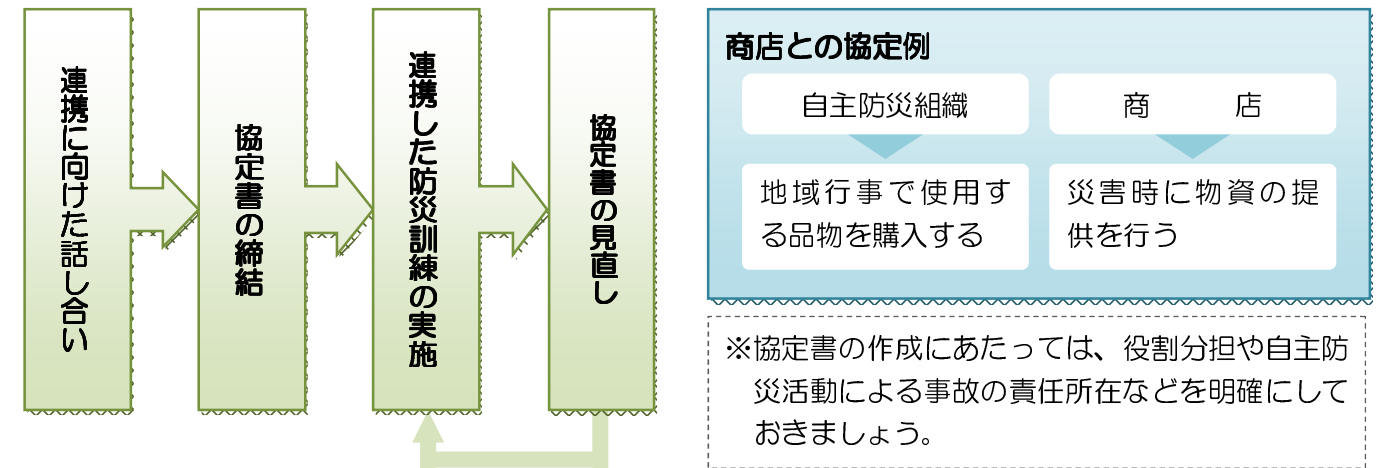 連携に向けた話し合い
協定書の締結
連携した防災訓練の実施
協定書の見直し
商店との協定例
自主防災組織
商　　　店
地域行事で使用す
る品物を購入する
災害時に物資の提
供を行う
※協定書の作成にあたっては、役割分担や自主防
災活動による事故の責任所在などを明確にして
おきましょう。